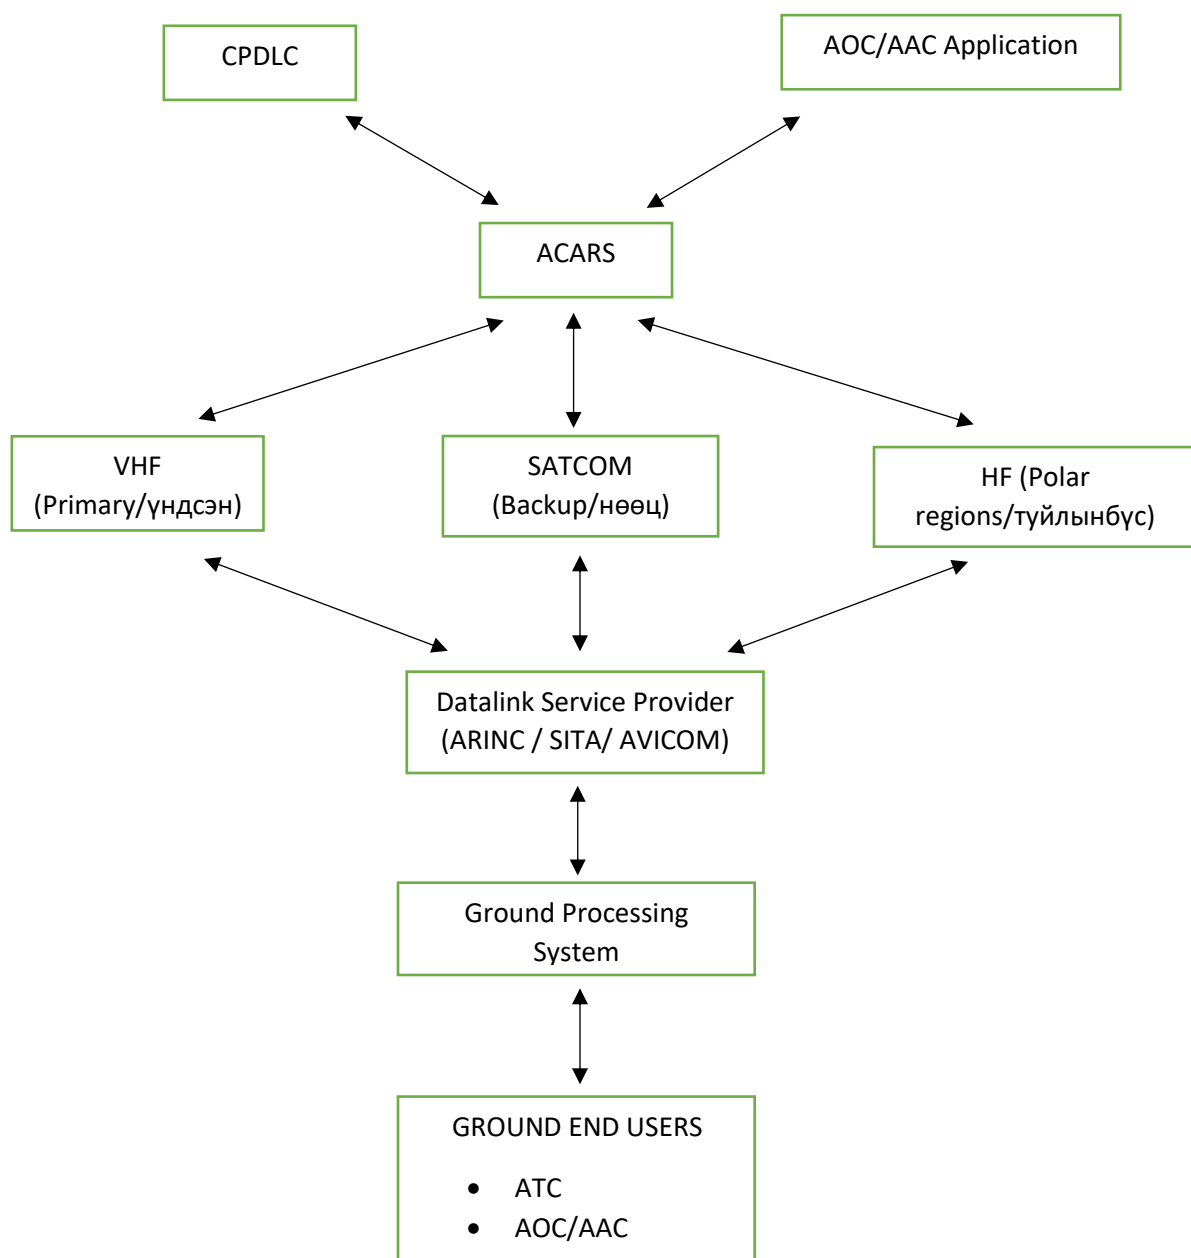 CPDLC
AOC/AAC Application
ACARS
VHF
(Primary/үндсэн)
SATCOM
(Backup/нөөц)
HF (Polar
regions/туйлынбүс)
Datalink Service Provider
(ARINC / SITA/ AVICOM)
Ground Processing
System
GROUND END USERS
• ATC
• AOC/AAC